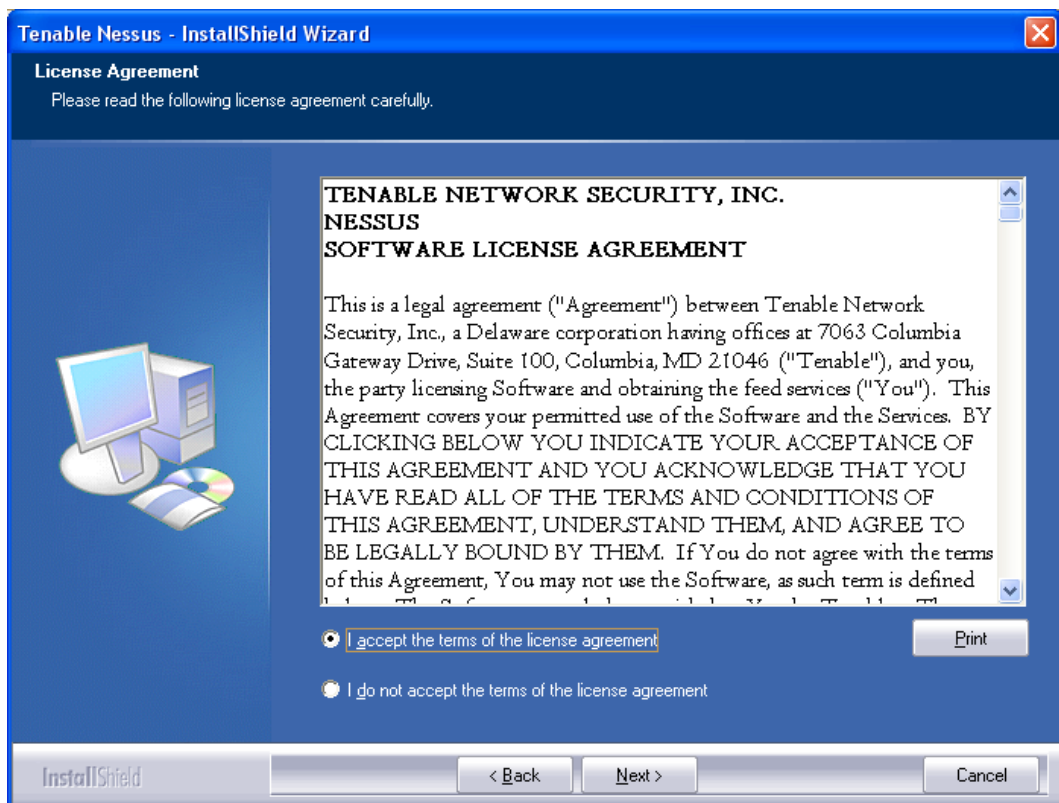 Tenable Nessus - InstallShield Wizard
License Agreement
Please read the following license agreement carefully.
TENABLE NETWORK SECURITY, INC.
NESSUS
SOFTWARE LICENSE AGREEMENT
This is a legal agreement ("Agreement") between Tenable Network
Security, Inc., a Delaware corporation having offices at 7063 Columbia
Gateway Drive, Suite 100, Columbia, MD 21046 ("Tenable"), and you,
the party licensing Software and obtaining the feed services ("You"). This
Agreement covers your permitted use of the Software and the Services. BY
CLICKING BELOW YOU INDICATE YOUR ACCEPTANCE OF
THIS AGREEMENT AND YOU ACKNOWLEDGE THAT YOU
HAVE READ ALL OF THE TERMS AND CONDITIONS OF
THIS AGREEMENT, UNDERSTAND THEM, AND AGREE TO
BE LEGALLY BOUND BY THEM. If You do not agree with the terms
of this Agreement, You may not use the Software, as such term is defined
I accept the terms of the license agreement
Print
I do not accept the terms of the license agreement
InstallShield
< Back
Next >
Cancel